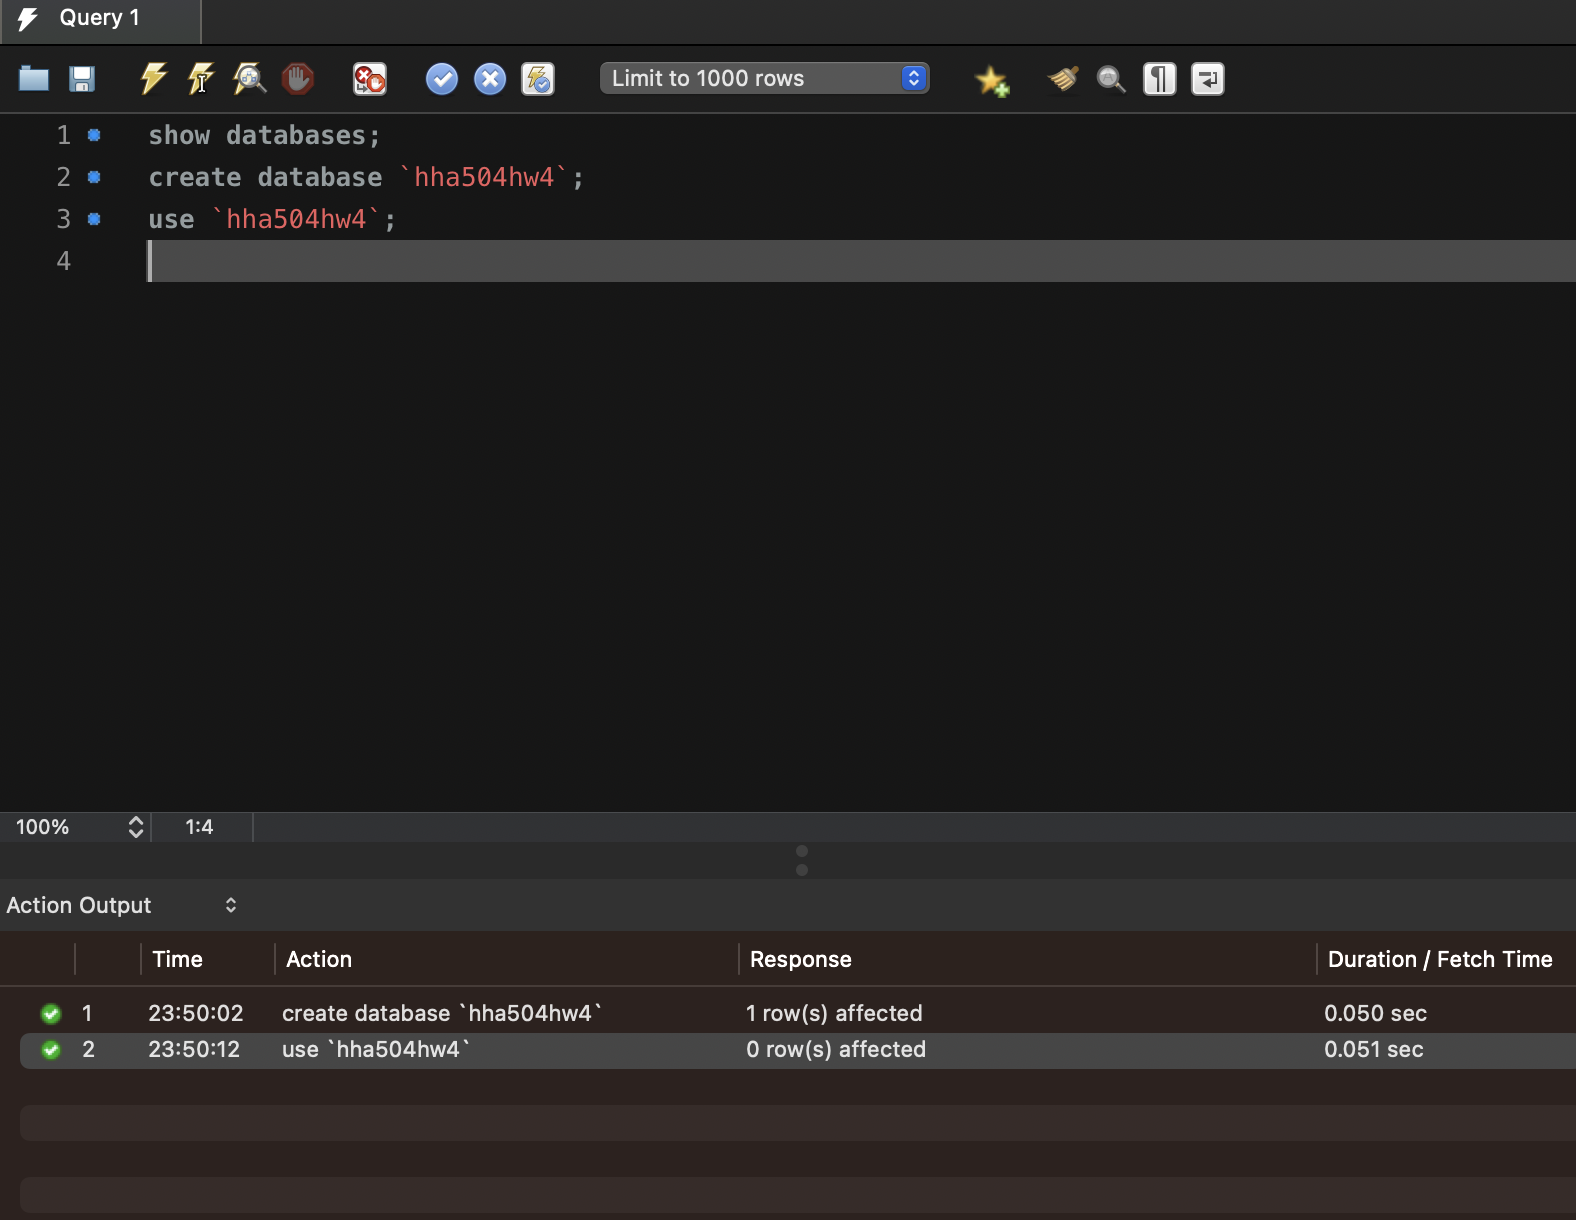 Query 1
Limit to 1000 rows
1 show databases;
2 create database `hha504hw4`;
3 use `hha504hw4`;
4
100% 1:4
Action Output
Time Action Response Duration / Fetch Time
1 23:50:02 create database `hha504hw4` 1 row(s) affected 0.050 sec
2 23:50:12 use `hha504hw4` 0 row(s) affected 0.051 sec